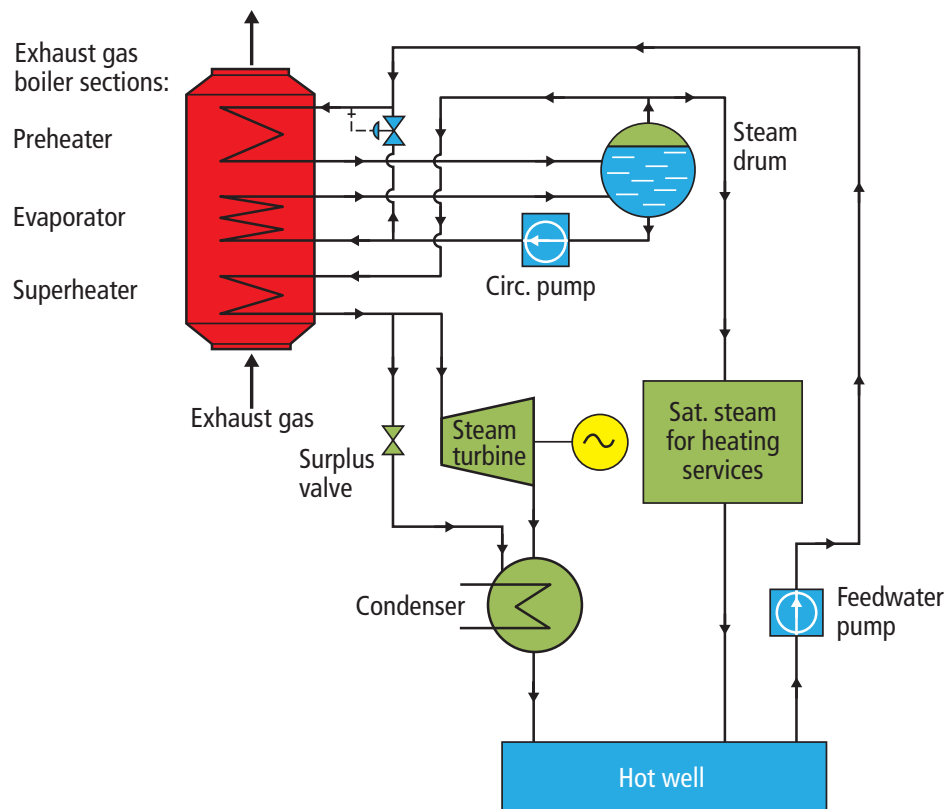 Exhaust gas
boiler sections:
Preheater
Evaporator
Superheater
Exhaust gas
Steam
drum
Circ. pump
Surplus
valve
Steam
turbine
Sat. steam
for heating
services
Condenser
Feedwater
pump
Hot well